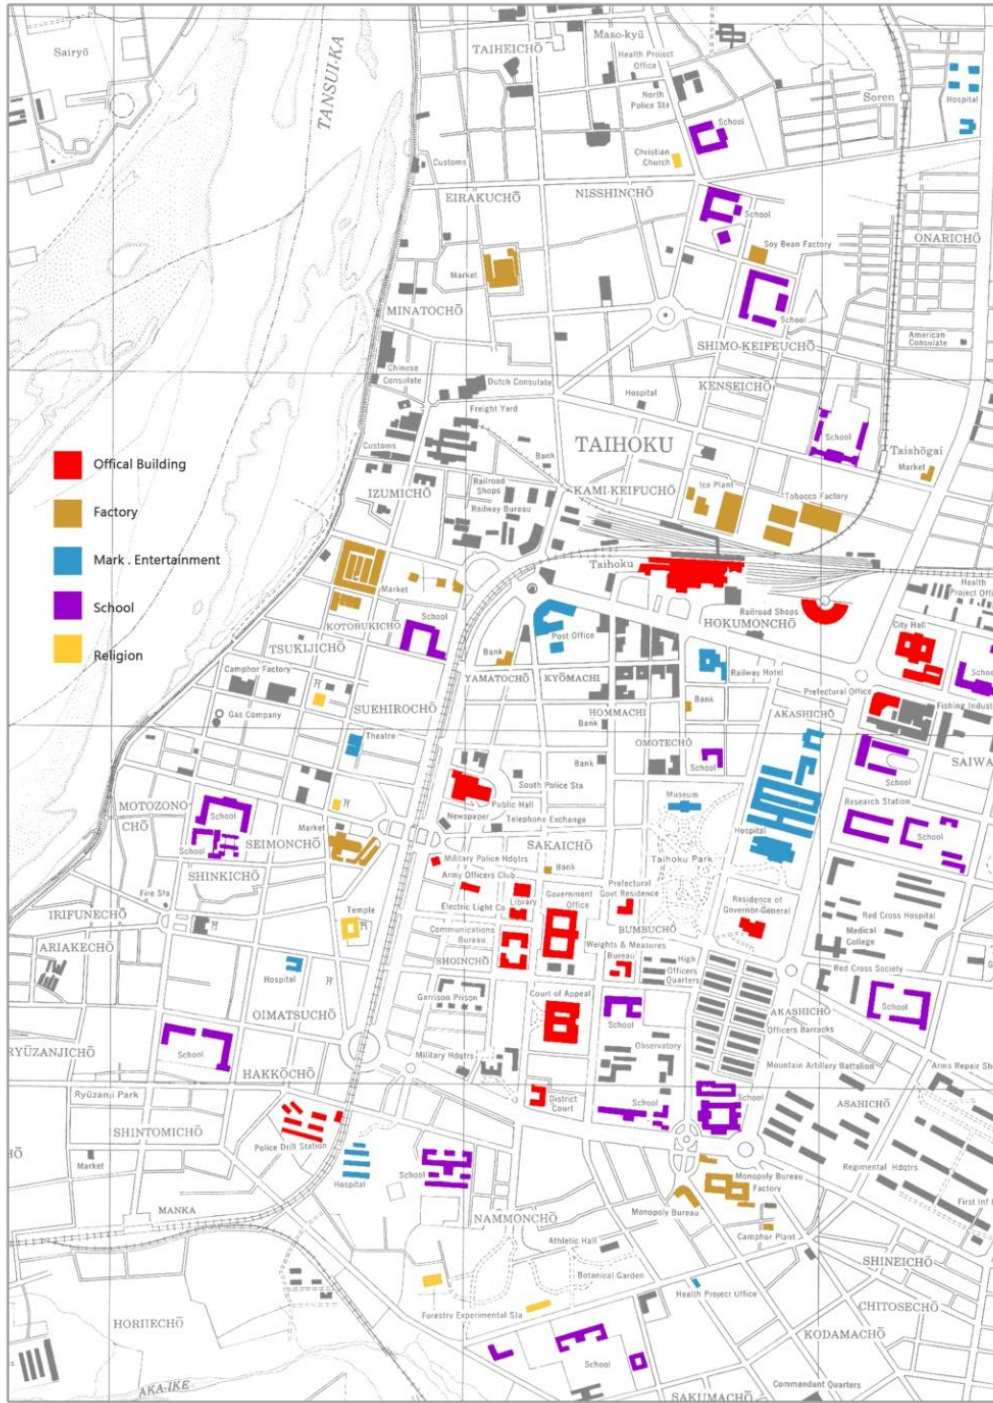 Sairyō
TANSUI-KA
TAIHEICHŌ
Maso-kyū
Health Project
Office
North
Police Sta
School
Soren
Hospital
Christian
Church
Customs
EIRAKUCHŌ
NISSHINCHŌ
School
ONARICHŌ
Soy Bean Factory
Market
MINATOCHŌ
School
American
Consulate
SHIMO-KEIFEUCHŌ
Chinese
Consulate
Dutch Consulate
KENSEICHŌ
Hospital
Freight Yard
Customs
TAIHOKU
School
Taishōgai
Market
Bank
Offical Building
Factory
Mark . Entertainment
School
Religion
IZUMICHŌ
Railroad
Shops
Railway Bureau
KAMI-KEIFUCHŌ
Ice Plant
Tobacco Factory
Taihoku
Market
KOTOBUKICHŌ
School
TSUKIJICHŌ
Post Office
Railroad Shops
HOKUMONCHŌ
Health
Project Offi
City Hall
Bank
YAMATOCHŌ
KYŌMACHI
Railway Hotel
School
Prefectural Office
Camphor Factory
Gas Company
SUEHIROCHŌ
HOMMACHI
Bank
Bank
AKASHICHŌ
Fishing Indust
Theatre
OMOTECHŌ
School
Bank
SAIWA
School
South Police Sta
MOTOZONO
CHŌ
School
School
Public Hall
Newspaper
Telephone Exchange
Museum
Research Station
School
Hospital
Market
SEIMONCHŌ
SAKAICHŌ
SHINKICHŌ
Military Police Hdqtrs
Army Officers Club
Bank
Taihoku Park
Fire Sta
IRIFUNECHŌ
Temple
Electric Light Co
Library
Government
Office
Prefectural
Govt Residence
Residence of
Governor-General
Red Cross Hospital
Medical
College
Communications
Bureau
BUMBUCHŌ
ARIAKECHŌ
SHOINCHŌ
Weights & Measures
Bureau
High
Officers
Quarters
Red Cross Society
Hospital
Garrison Prison
Court of Appeal
School
School
OIMATSUCHŌ
AKASHICHŌ
Officers Barracks
RYŪZANJICHŌ
School
Military Hdqtrs
Observatory
Mountain Artillery Battalion
Arms Repair Sh
HAKKŌCHŌ
Ryūzanji Park
District
Court
School
School
ASAHICHŌ
SHINTOMICHŌ
Police Drill Station
Market
Hospital
School
Regimental Hdqtrs
Monopoly Bureau
Factory
First Inf
MANKA
NAMMONCHŌ
Monopoly Bureau
Camphor Plant
Athletic Hall
SHINEICHŌ
Botanical Garden
Health Project Office
Forestry Experimental Sta
CHITOSECHŌ
HORIIECHŌ
KODAMACHŌ
School
AKA-IKE
SAKUMACHŌ
Commandant Quarters